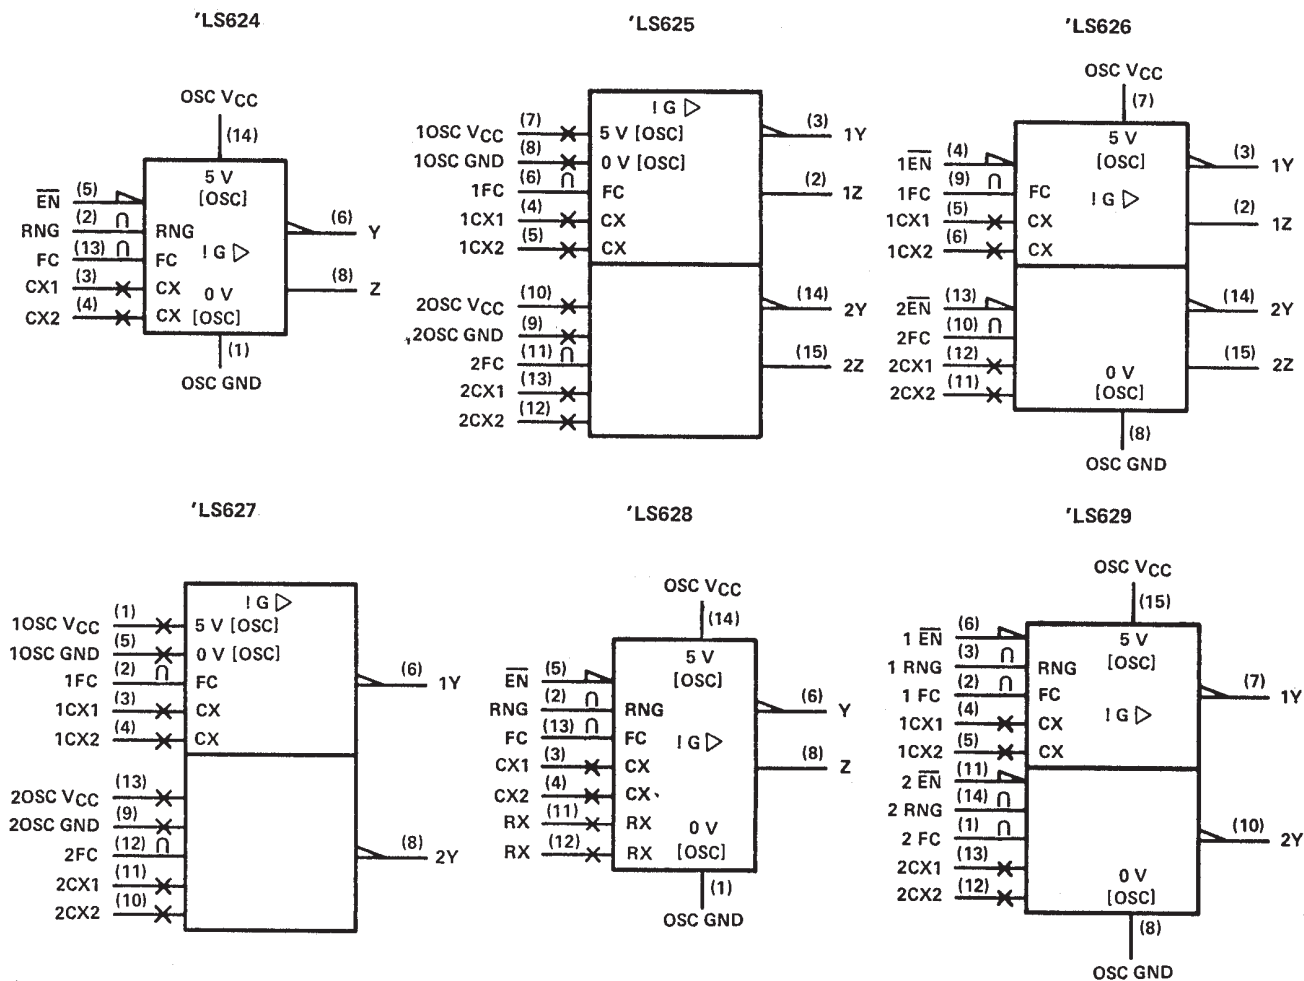 'LS624
OSC VCC
(14)
5 V
[OSC]
EN (5)
RNG (2) RNG
FC (13) FC
CX1 (3) CX
CX2 (4) CX
! G
0 V
[OSC]
(6) Y
(8) Z
(1)
OSC GND
'LS625
! G
1OSC VCC (7) 5 V [OSC]
1OSC GND (8) 0 V [OSC]
1FC (6) FC
1CX1 (4) CX
1CX2 (5) CX
(3) 1Y
(2) 1Z
2OSC VCC (10)
2OSC GND (9)
2FC (11)
2CX1 (13)
2CX2 (12)
(14) 2Y
(15) 2Z
'LS626
OSC VCC
(7)
5 V
[OSC]
1EN (4)
1FC (9) FC
1CX1 (5) CX
1CX2 (6) CX
! G
(3) 1Y
(2) 1Z
2EN (13)
2FC (10)
2CX1 (12)
2CX2 (11)
0 V
[OSC]
(14) 2Y
(15) 2Z
(8)
OSC GND
'LS627
! G
1OSC VCC (1) 5 V [OSC]
1OSC GND (5) 0 V [OSC]
1FC (2) FC
1CX1 (3) CX
1CX2 (4) CX
(6) 1Y
2OSC VCC (13)
2OSC GND (9)
2FC (12)
2CX1 (11)
2CX2 (10)
(8) 2Y
'LS628
OSC VCC
(14)
5 V
[OSC]
EN (5)
RNG (2) RNG
FC (13) FC
CX1 (3) CX
CX2 (4) CX
RX (11) RX
RX (12) RX
! G
0 V
[OSC]
(6) Y
(8) Z
(1)
OSC GND
'LS629
OSC VCC
(15)
5 V
[OSC]
1 EN (6)
1 RNG (3) RNG
1 FC (2) FC
1CX1 (4) CX
1CX2 (5) CX
! G
(7) 1Y
2 EN (11)
2 RNG (14)
2 FC (1)
2CX1 (13)
2CX2 (12)
0 V
[OSC]
(10) 2Y
(8)
OSC GND